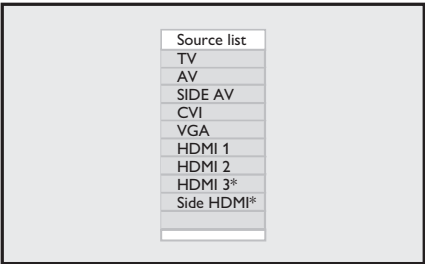 Source list
TV
AV
SIDE AV
CVI
VGA
HDMI 1
HDMI 2
HDMI 3*
Side HDMI*